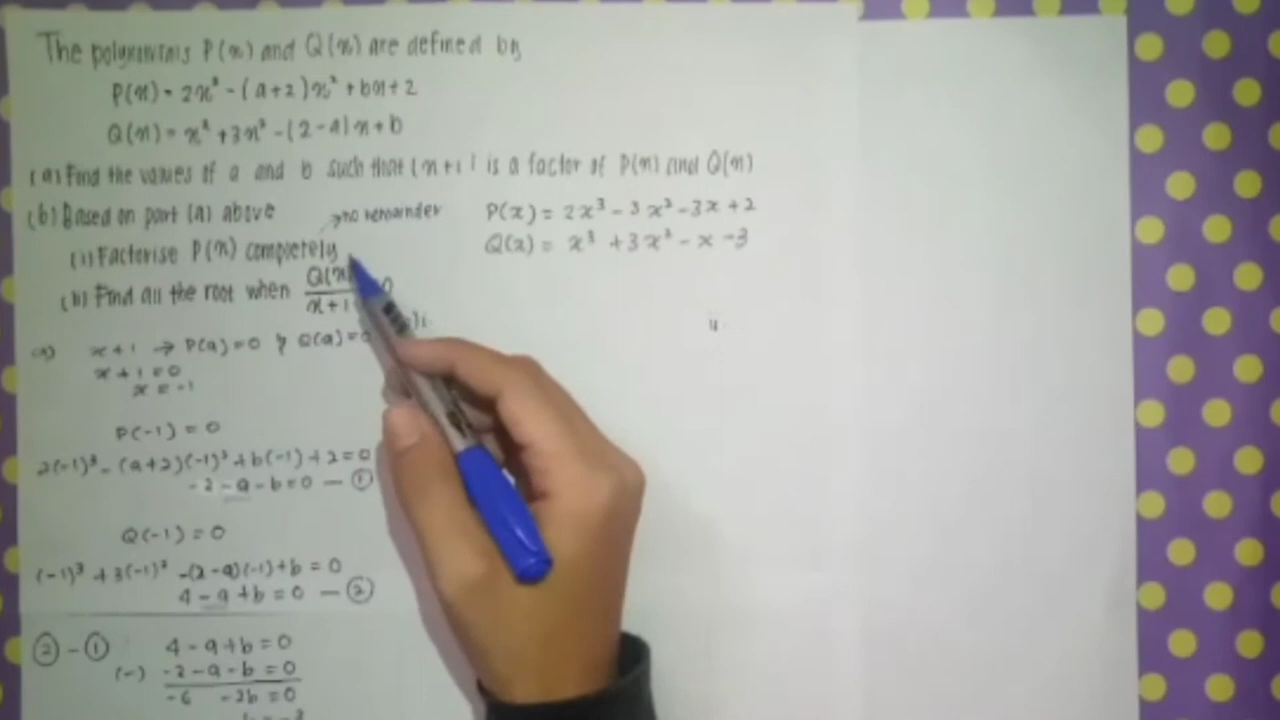 The polynomials P(x) and Q(x) are defined by
P(x) = 2x³ - (a+2)x² + bx + 2
Q(x) = x³ + 3x² - (2-a)x + b
(a) Find the values of a and b such that (x+1) is a factor of P(x) and Q(x)
(b) Based on part (a) above
→ no remainder
P(x) = 2x³ - 3x² - 3x + 2
(i) Factorise P(x) completely
Q(x) = x³ + 3x² - x - 3
(ii) Find all the root when Q(x)/x+1 0
)i.
ii.
(a) x + 1 → P(a) = 0 , Q(a) = 0
x + 1 = 0
x = -1
P(-1) = 0
2(-1)³ - (a+2)(-1)² + b(-1) + 2 = 0
-2 - a - b = 0 — ①
Q(-1) = 0
(-1)³ + 3(-1)² - (2-a)(-1) + b = 0
4 - a + b = 0 — ②
② - ① 4 - a + b = 0
(-) -2 - a - b = 0
-6 -2b = 0